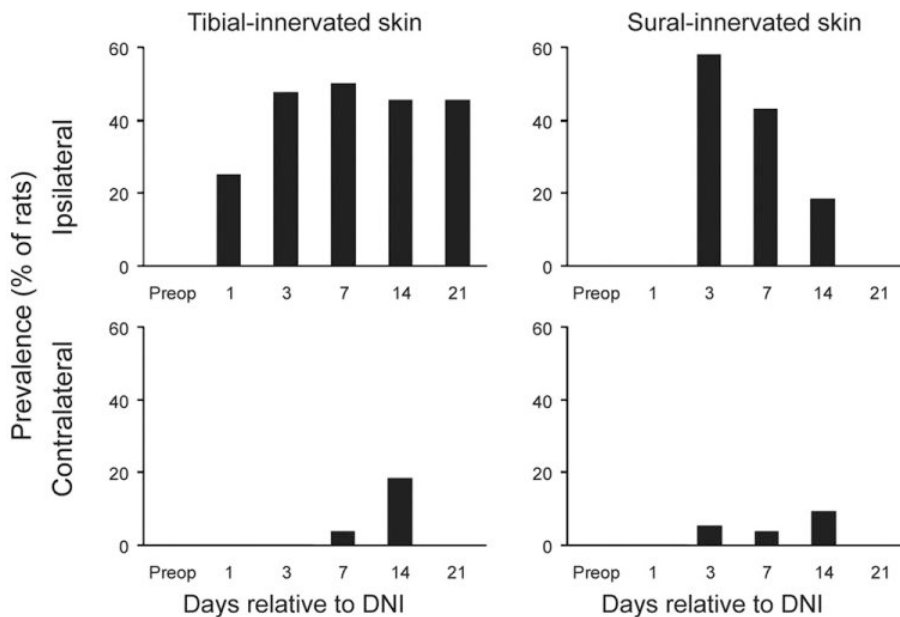 Tibial-innervated skin
Sural-innervated skin
Prevalence (% of rats)
Ipsilateral
60
40
20
0
Preop 1 3 7 14 21
60
40
20
0
Preop 1 3 7 14 21
Contralateral
60
40
20
0
Preop 1 3 7 14 21
Days relative to DNI
60
40
20
0
Preop 1 3 7 14 21
Days relative to DNI